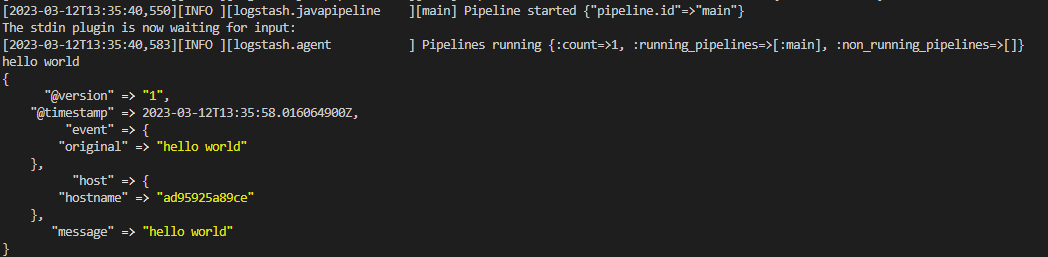 [2023-03-12T13:35:40,550][INFO ][logstash.javapipeline    ][main] Pipeline started {"pipeline.id"=>"main"}
The stdin plugin is now waiting for input:
[2023-03-12T13:35:40,583][INFO ][logstash.agent           ] Pipelines running {:count=>1, :running_pipelines=>[:main], :non_running_pipelines=>[]}
hello world
{
      "@version" => "1",
    "@timestamp" => 2023-03-12T13:35:58.016064900Z,
         "event" => {
        "original" => "hello world"
    },
          "host" => {
        "hostname" => "ad95925a89ce"
    },
       "message" => "hello world"
}